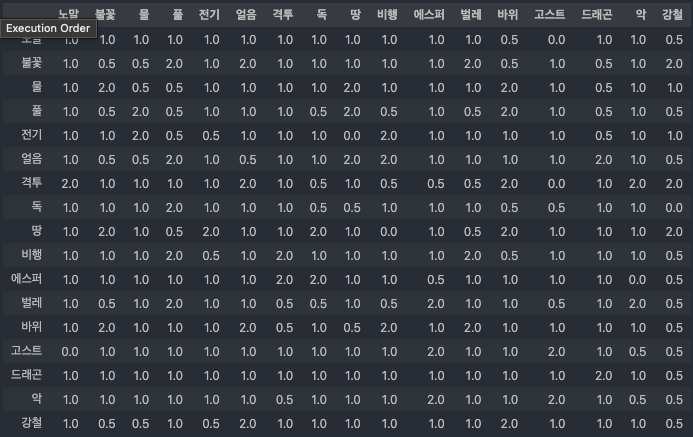 노말 불꽃 물 풀 전기 얼음 격투 독 땅 비행 에스퍼 벌레 바위 고스트 드래곤 악 강철
Execution Order
노말 1.0 1.0 1.0 1.0 1.0 1.0 1.0 1.0 1.0 1.0 1.0 1.0 0.5 0.0 1.0 1.0 0.5
불꽃 1.0 0.5 0.5 2.0 1.0 2.0 1.0 1.0 1.0 1.0 1.0 2.0 0.5 1.0 0.5 1.0 2.0
물 1.0 2.0 0.5 0.5 1.0 1.0 1.0 1.0 2.0 1.0 1.0 1.0 2.0 1.0 0.5 1.0 1.0
풀 1.0 0.5 2.0 0.5 1.0 1.0 1.0 0.5 2.0 0.5 1.0 0.5 2.0 1.0 0.5 1.0 0.5
전기 1.0 1.0 2.0 0.5 0.5 1.0 1.0 1.0 0.0 2.0 1.0 1.0 1.0 1.0 0.5 1.0 1.0
얼음 1.0 0.5 0.5 2.0 1.0 0.5 1.0 1.0 2.0 2.0 1.0 1.0 1.0 1.0 2.0 1.0 0.5
격투 2.0 1.0 1.0 1.0 1.0 2.0 1.0 0.5 1.0 0.5 0.5 0.5 2.0 0.0 1.0 2.0 2.0
독 1.0 1.0 1.0 2.0 1.0 1.0 1.0 0.5 0.5 1.0 1.0 1.0 0.5 0.5 1.0 1.0 0.0
땅 1.0 2.0 1.0 0.5 2.0 1.0 1.0 2.0 1.0 0.0 1.0 0.5 2.0 1.0 1.0 1.0 2.0
비행 1.0 1.0 1.0 2.0 0.5 1.0 2.0 1.0 1.0 1.0 1.0 2.0 0.5 1.0 1.0 1.0 0.5
에스퍼 1.0 1.0 1.0 1.0 1.0 1.0 2.0 2.0 1.0 1.0 0.5 1.0 1.0 1.0 1.0 0.0 0.5
벌레 1.0 0.5 1.0 2.0 1.0 1.0 0.5 0.5 1.0 0.5 2.0 1.0 1.0 0.5 1.0 2.0 0.5
바위 1.0 2.0 1.0 1.0 1.0 2.0 0.5 1.0 0.5 2.0 1.0 2.0 1.0 1.0 1.0 1.0 0.5
고스트 0.0 1.0 1.0 1.0 1.0 1.0 1.0 1.0 1.0 1.0 2.0 1.0 1.0 2.0 1.0 0.5 0.5
드래곤 1.0 1.0 1.0 1.0 1.0 1.0 1.0 1.0 1.0 1.0 1.0 1.0 1.0 1.0 2.0 1.0 0.5
악 1.0 1.0 1.0 1.0 1.0 1.0 0.5 1.0 1.0 1.0 2.0 1.0 1.0 2.0 1.0 0.5 0.5
강철 1.0 0.5 0.5 1.0 0.5 2.0 1.0 1.0 1.0 1.0 1.0 1.0 2.0 1.0 1.0 1.0 0.5